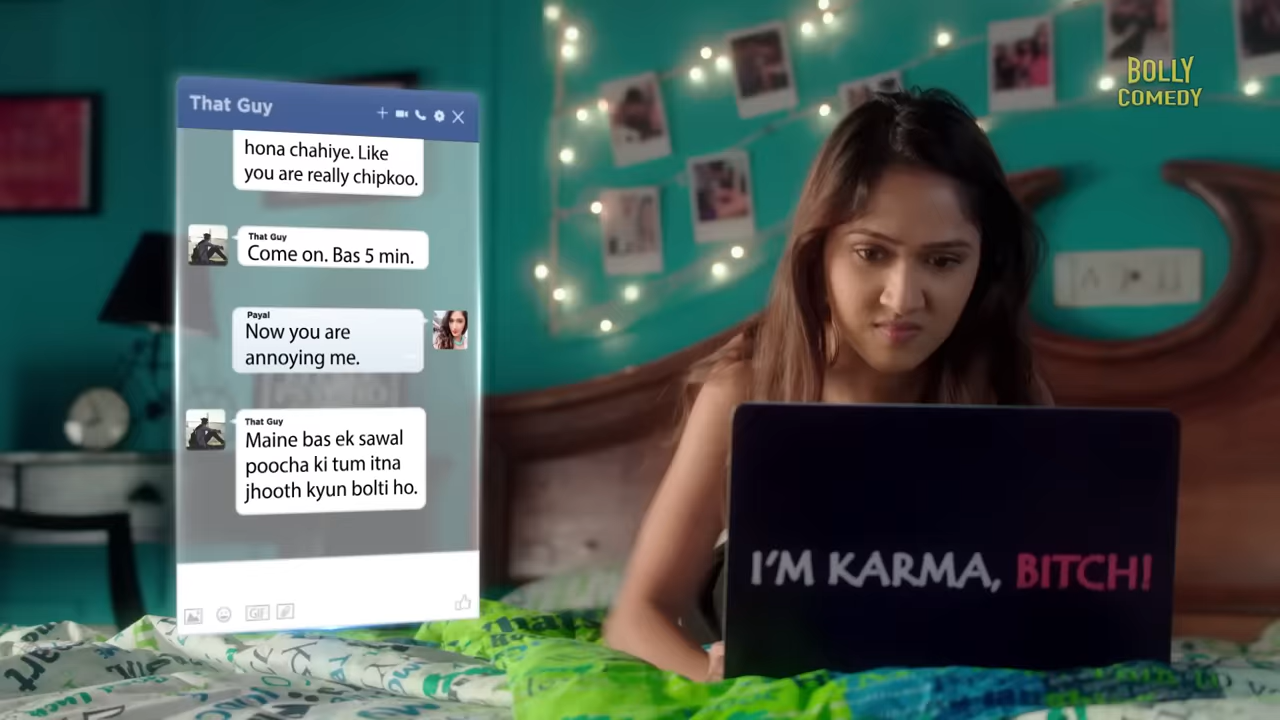 BOLLY
COMEDY
That Guy
hona chahiye. Like
you are really chipkoo.
That Guy
Come on. Bas 5 min.
Payal
Now you are
annoying me.
That Guy
Maine bas ek sawal
poocha ki tum itna
jhooth kyun bolti ho.
GIF
I'M KARMA, BITCH!